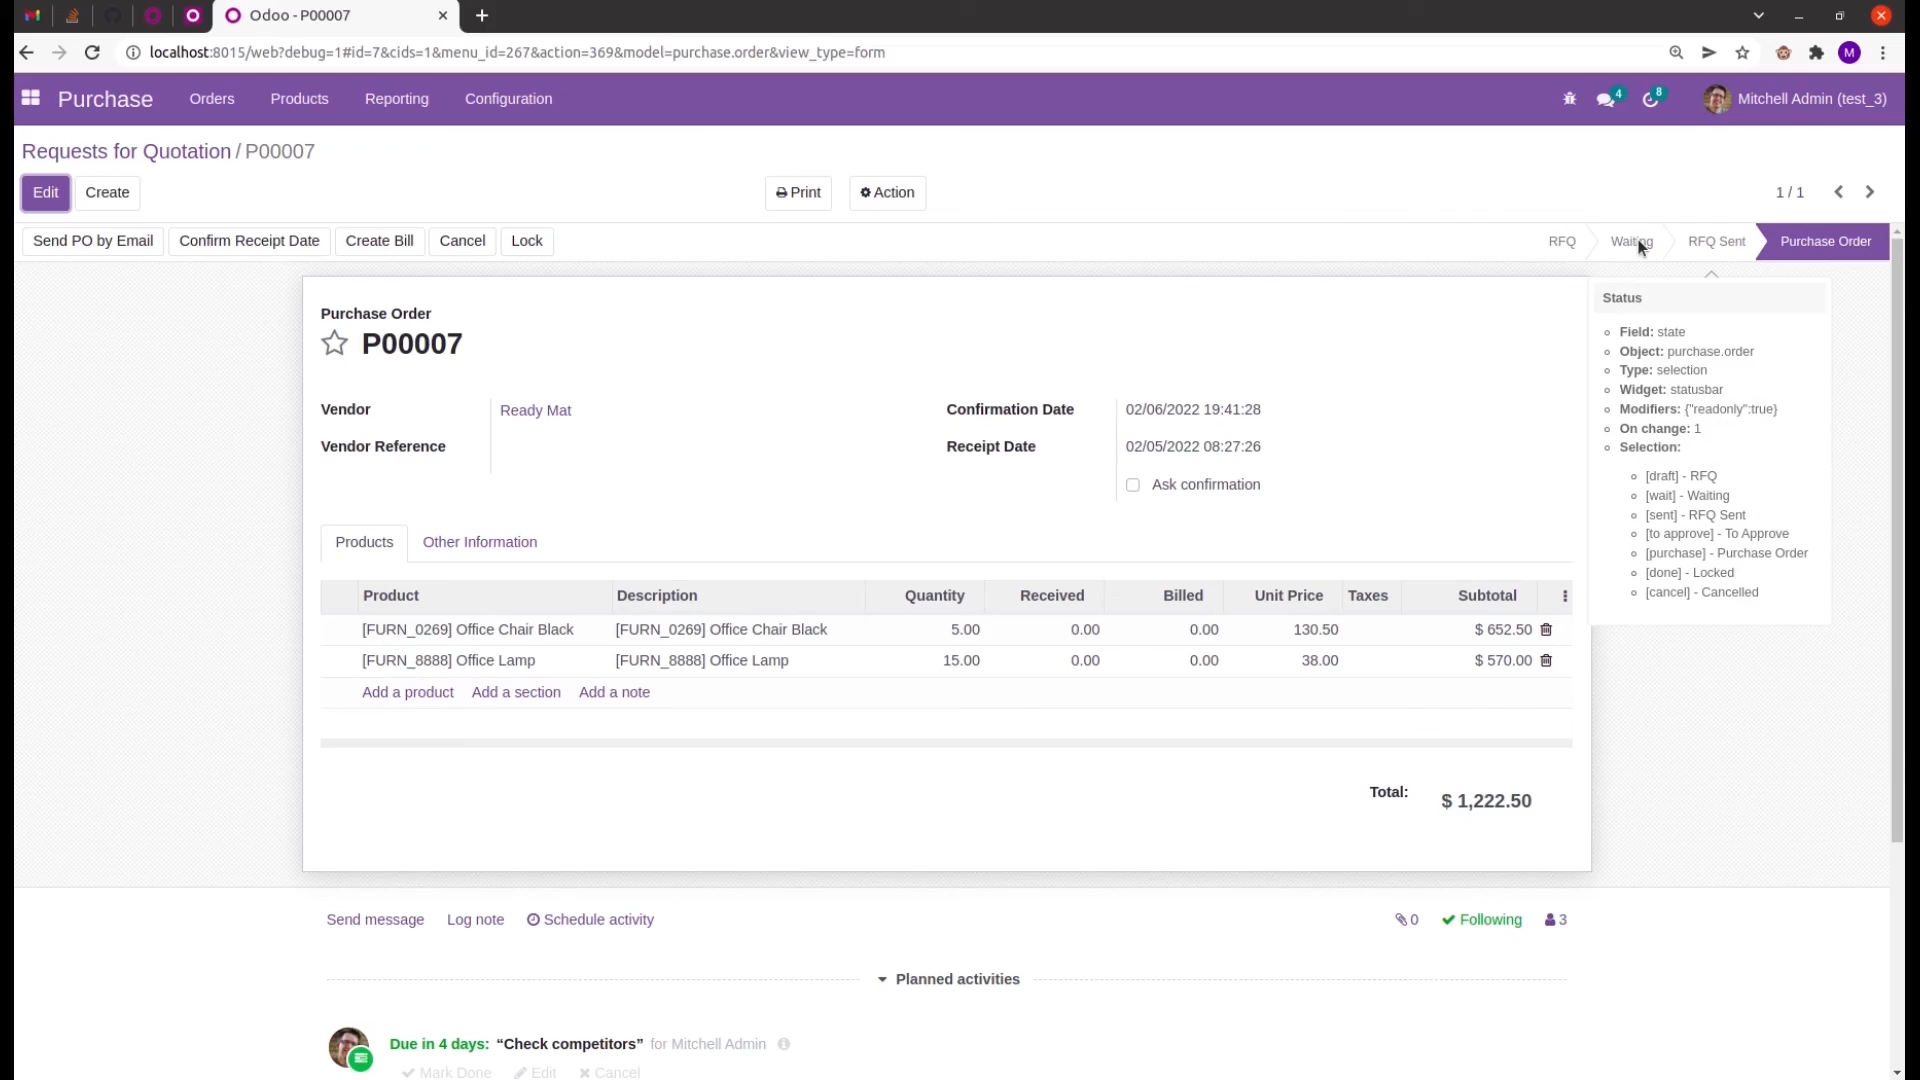 Odoo - P00007
localhost:8015/web?debug=1#id=7&cids=1&menu_id=267&action=369&model=purchase.order&view_type=form
M
Purchase Orders Products Reporting Configuration 4 8 Mitchell Admin (test_3)
Requests for Quotation / P00007
Edit Create Print Action 1 / 1
Send PO by Email Confirm Receipt Date Create Bill Cancel Lock RFQ Waiting RFQ Sent Purchase Order
Purchase Order
P00007
Vendor Ready Mat Confirmation Date 02/06/2022 19:41:28
Vendor Reference Receipt Date 02/05/2022 08:27:26
Ask confirmation
Status
Field: state
Object: purchase.order
Type: selection
Widget: statusbar
Modifiers: {"readonly":true}
On change: 1
Selection:
[draft] - RFQ
[wait] - Waiting
[sent] - RFQ Sent
[to approve] - To Approve
[purchase] - Purchase Order
[done] - Locked
[cancel] - Cancelled
Products Other Information
Product Description Quantity Received Billed Unit Price Taxes Subtotal
[FURN_0269] Office Chair Black [FURN_0269] Office Chair Black 5.00 0.00 0.00 130.50 $ 652.50
[FURN_8888] Office Lamp [FURN_8888] Office Lamp 15.00 0.00 0.00 38.00 $ 570.00
Add a product Add a section Add a note
Total: $ 1,222.50
Send message Log note Schedule activity 0 Following 3
Planned activities
Due in 4 days: “Check competitors” for Mitchell Admin
Mark Done Edit Cancel